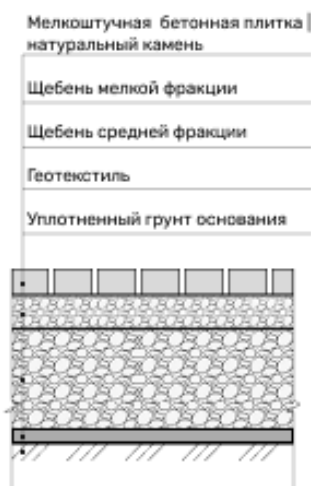 Мелкоштучная бетонная плитка |
натуральный камень
Щебень мелкой фракции
Щебень средней фракции
Геотекстиль
Уплотненный грунт основания